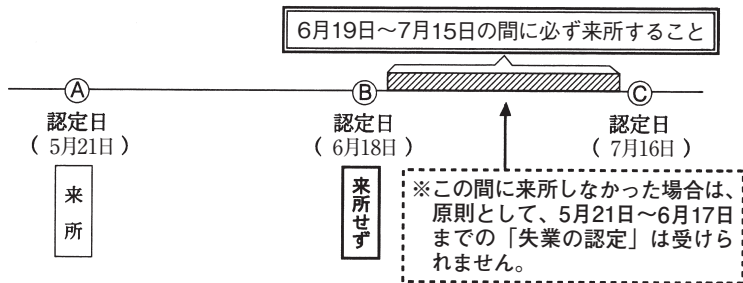 6月19日～7月15日の間に必ず来所すること
A
B
C
認定日
（ 5月21日 ）
認定日
（ 6月18日 ）
認定日
（ 7月16日 ）
来所
来所せず
※この間に来所しなかった場合は、
原則として、5月21日～6月17日
までの「失業の認定」は受けら
れません。